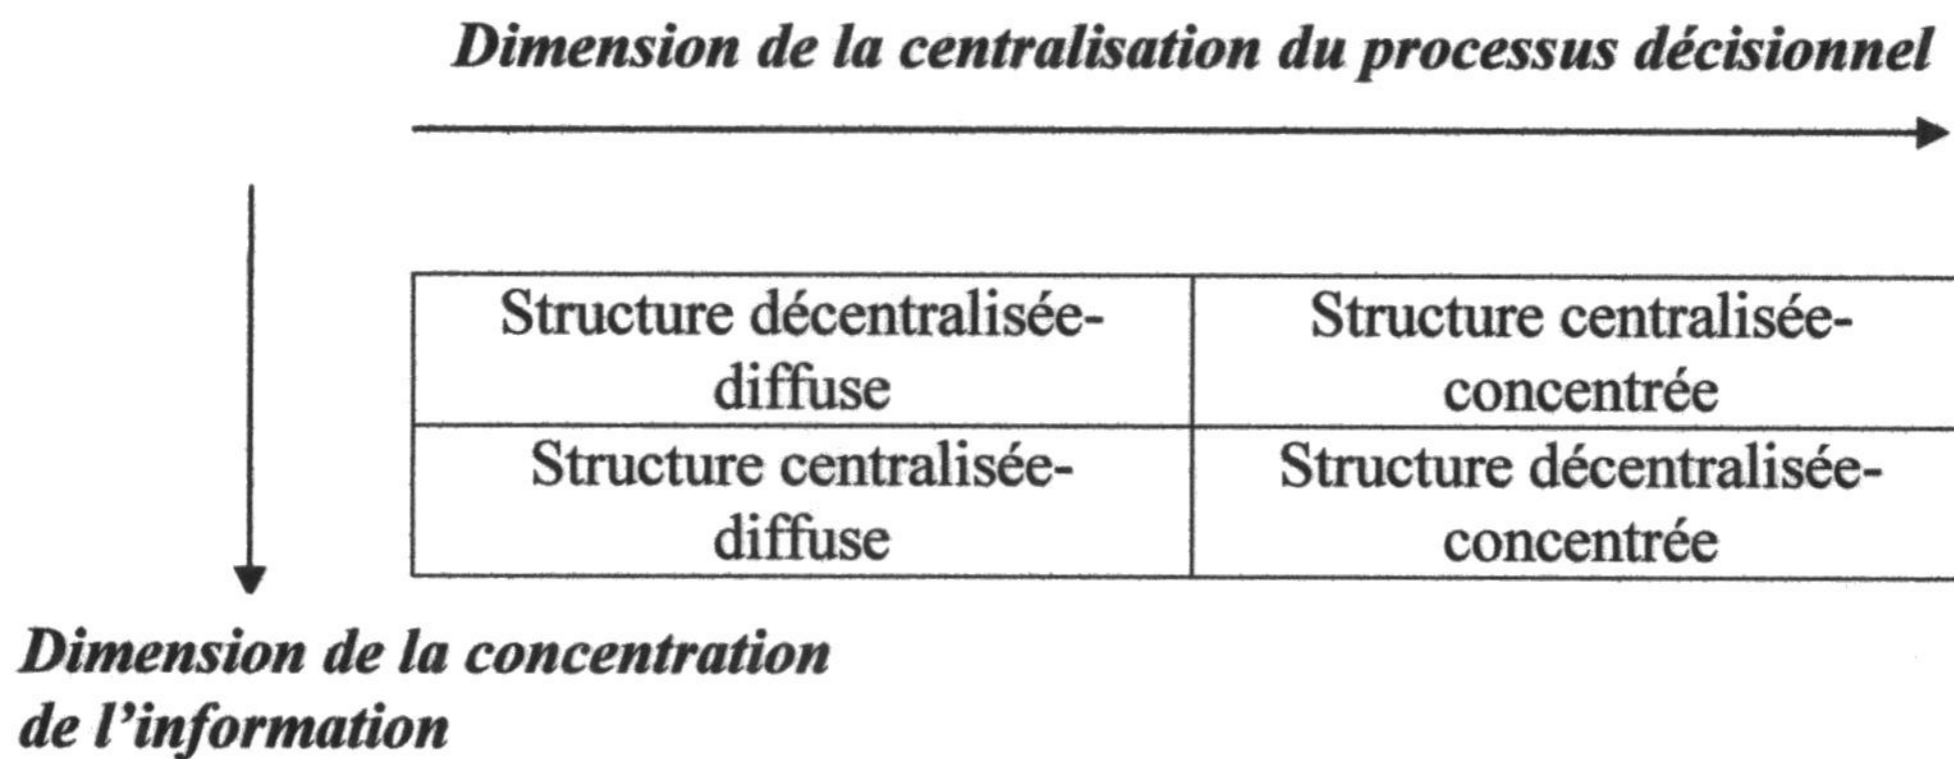 Dimension de la centralisation du processus décisionnel
Structure décentralisée-
diffuse
Structure centralisée-
concentrée
Structure centralisée-
diffuse
Structure décentralisée-
concentrée
Dimension de la concentration
de l'information